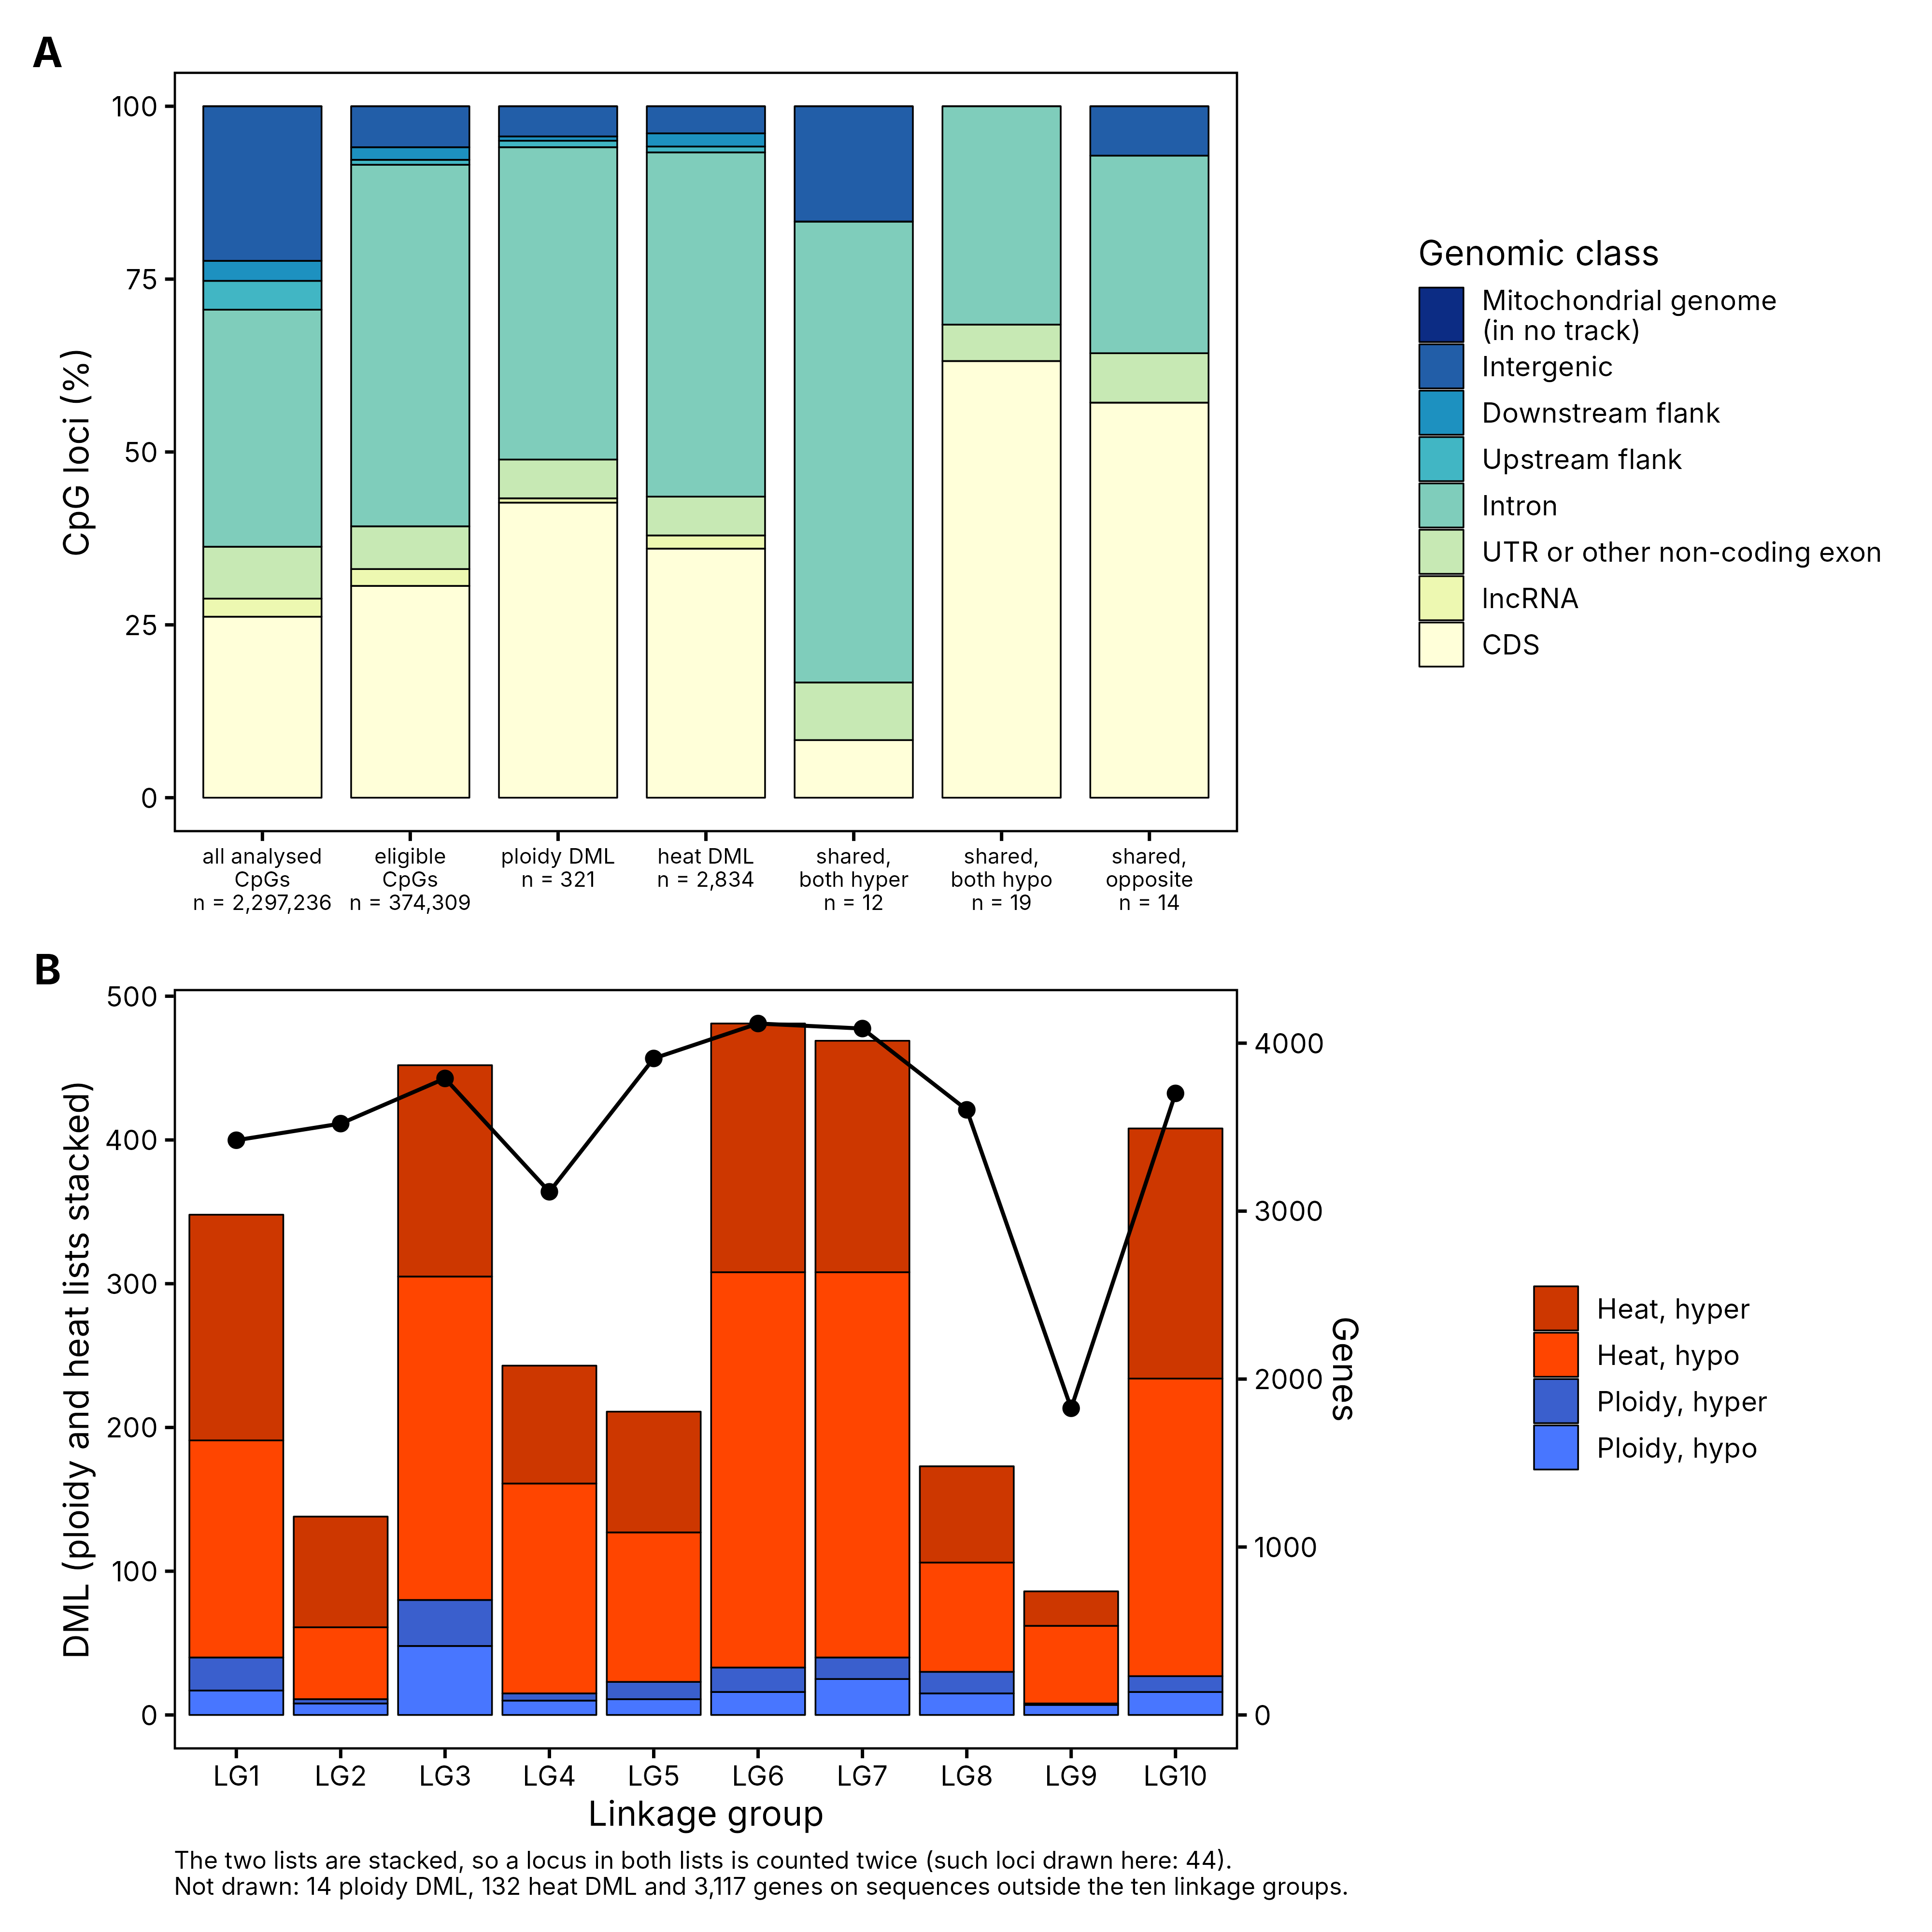 A
CpG loci (%)
100
75
50
25
0
all analysed
CpGs
n = 2,297,236
eligible
CpGs
n = 374,309
ploidy DML
n = 321
heat DML
n = 2,834
shared,
both hyper
n = 12
shared,
both hypo
n = 19
shared,
opposite
n = 14
Genomic class
Mitochondrial genome
(in no track)
Intergenic
Downstream flank
Upstream flank
Intron
UTR or other non-coding exon
lncRNA
CDS
B
DML (ploidy and heat lists stacked)
500
400
300
200
100
0
4000
3000
2000
1000
0
Genes
LG1
LG2
LG3
LG4
LG5
LG6
LG7
LG8
LG9
LG10
Linkage group
Heat, hyper
Heat, hypo
Ploidy, hyper
Ploidy, hypo
The two lists are stacked, so a locus in both lists is counted twice (such loci drawn here: 44).
Not drawn: 14 ploidy DML, 132 heat DML and 3,117 genes on sequences outside the ten linkage groups.